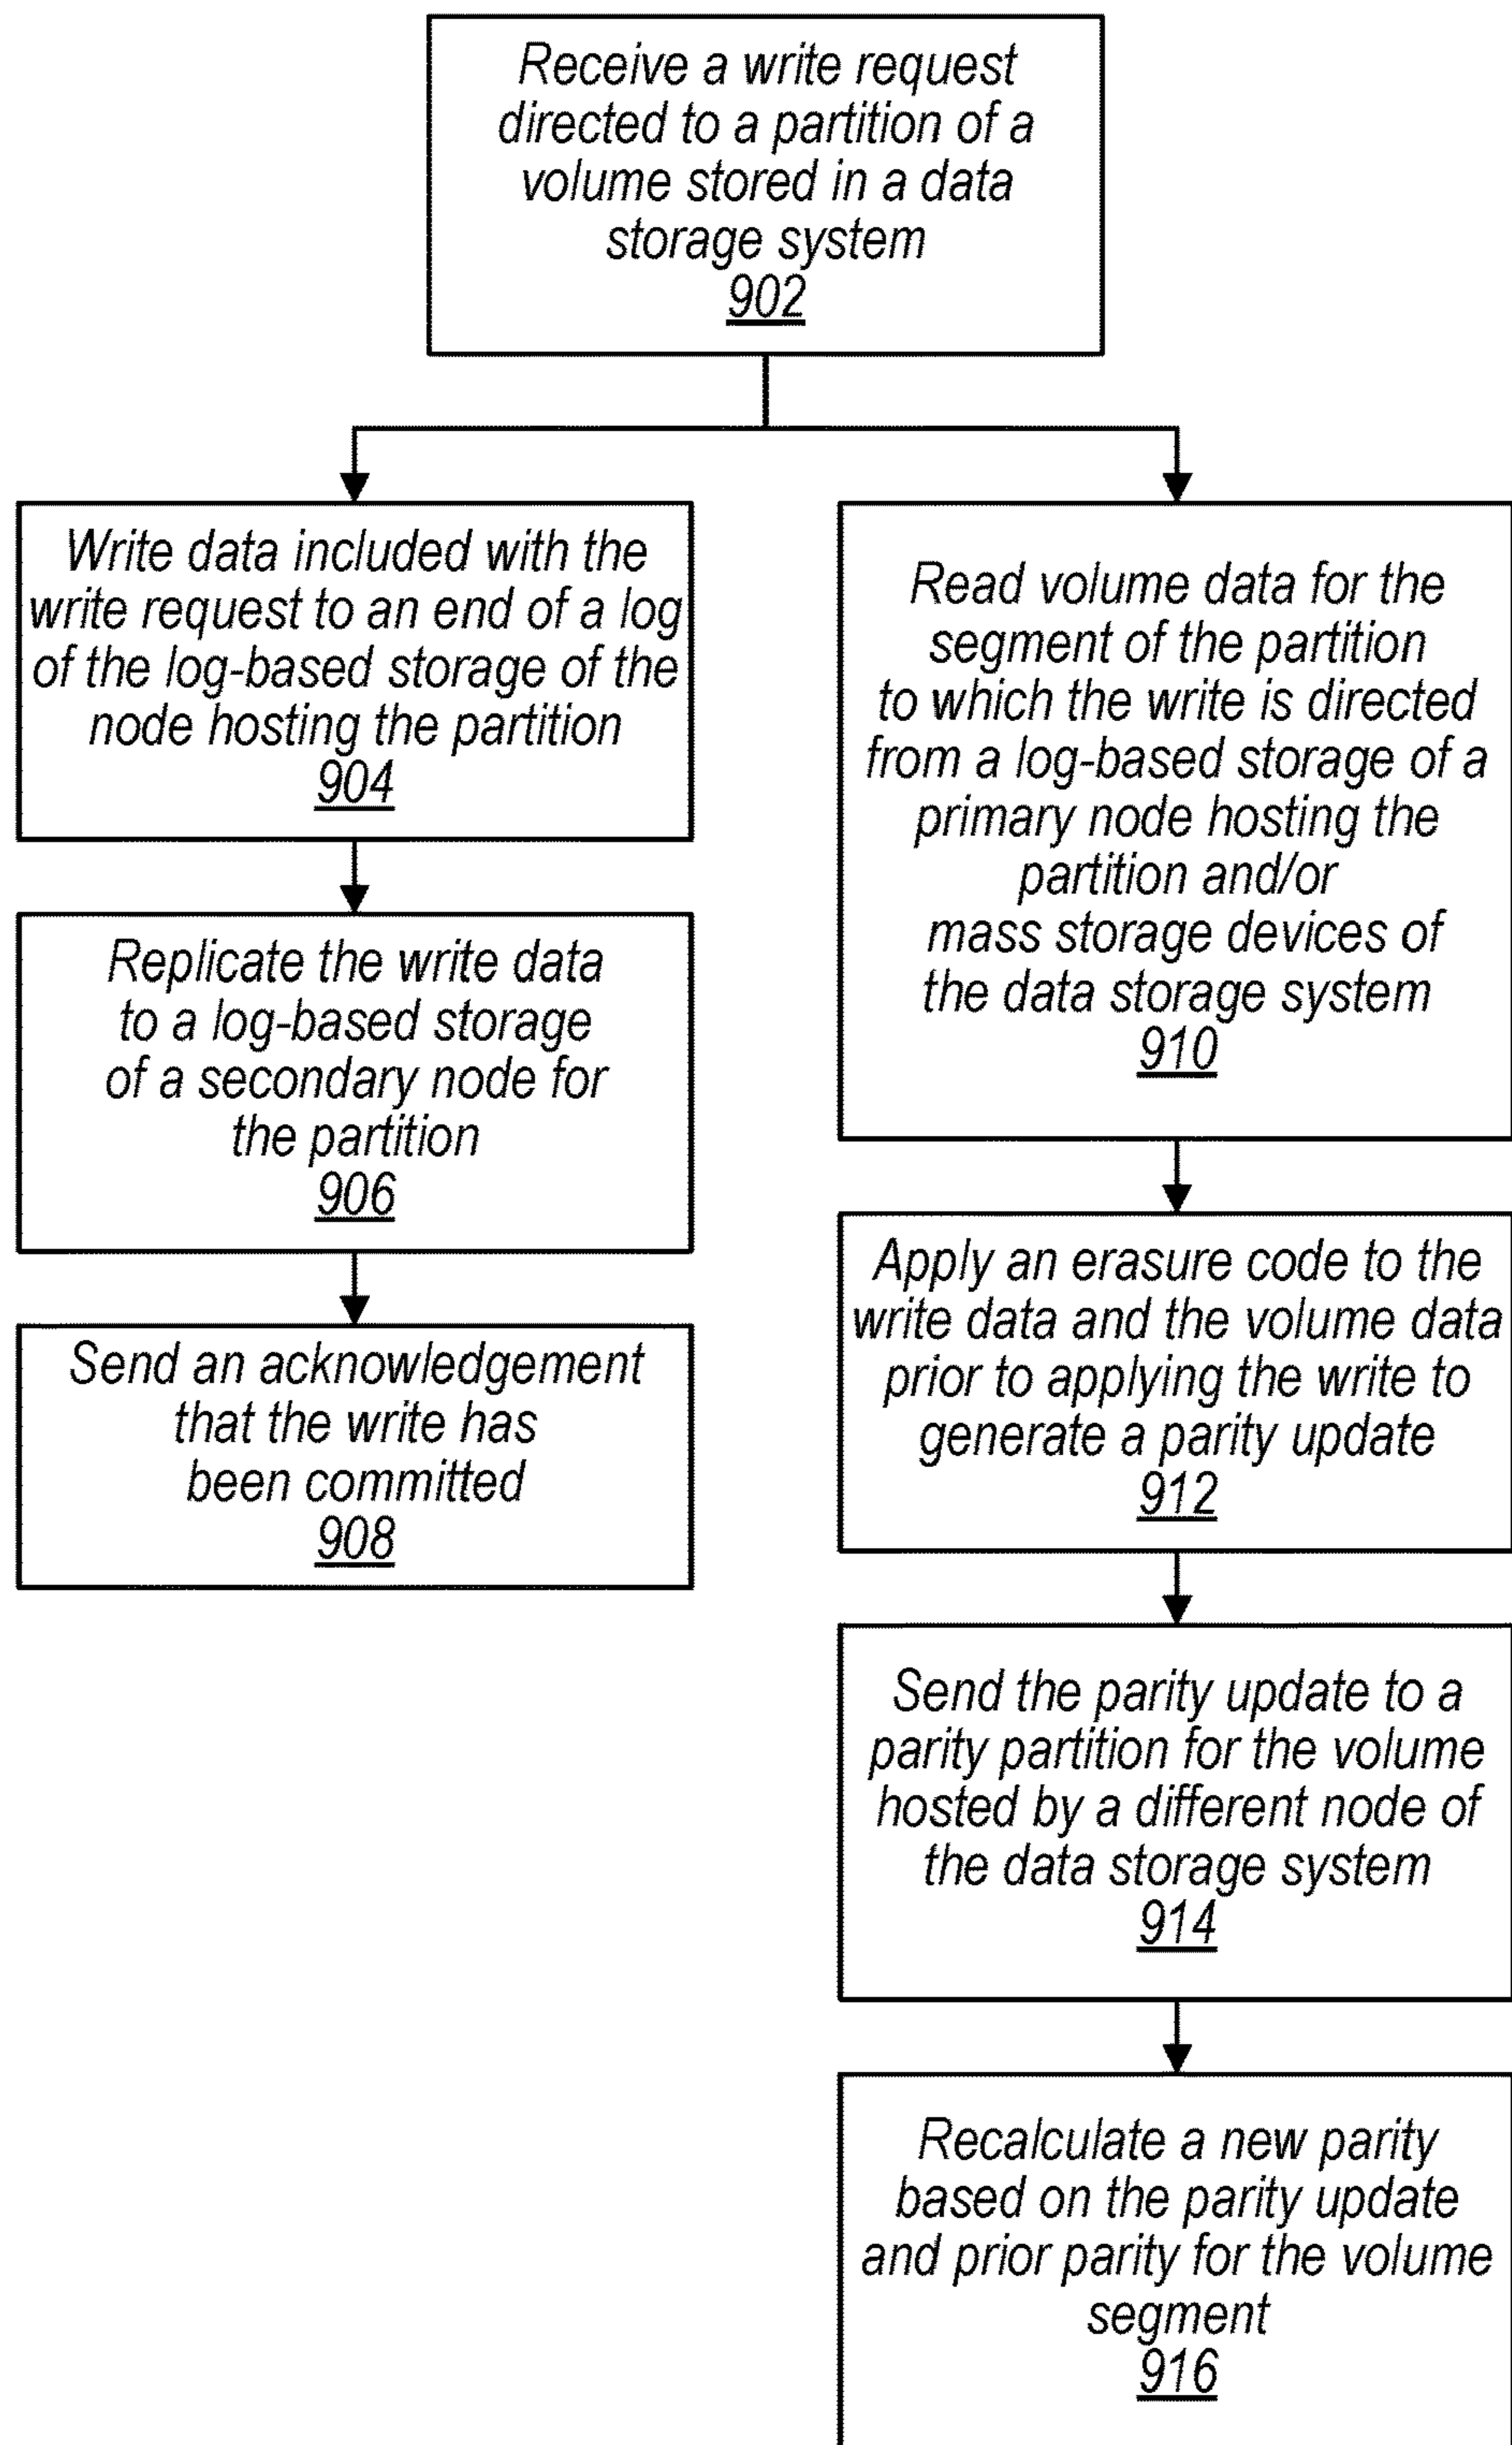 Receive a write request
directed to a partition of a
volume stored in a data
storage system
902
Write data included with the
write request to an end of a log
of the log-based storage of the
node hosting the partition
904
Replicate the write data
to a log-based storage
of a secondary node for
the partition
906
Send an acknowledgement
that the write has
been committed
908
Read volume data for the
segment of the partition
to which the write is directed
from a log-based storage of a
primary node hosting the
partition and/or
mass storage devices of
the data storage system
910
Apply an erasure code to the
write data and the volume data
prior to applying the write to
generate a parity update
912
Send the parity update to a
parity partition for the volume
hosted by a different node of
the data storage system
914
Recalculate a new parity
based on the parity update
and prior parity for the volume
segment
916